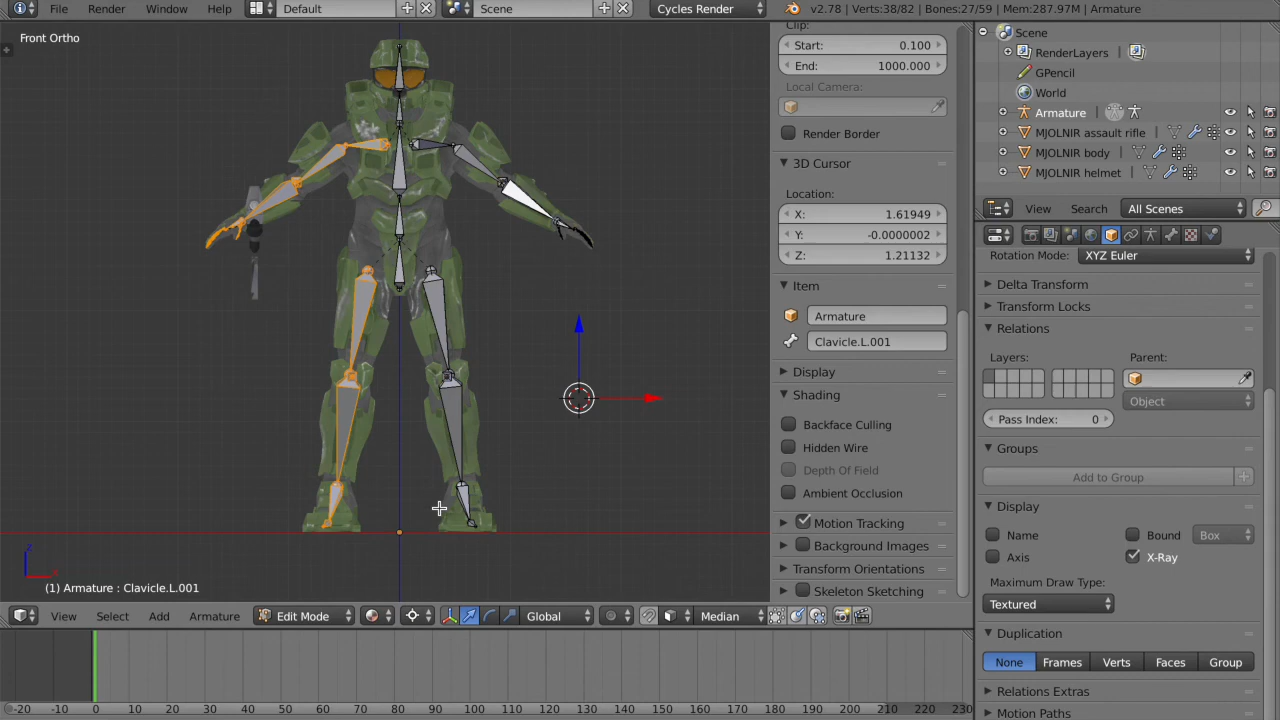 File Render Window Help Default Scene Cycles Render v2.78 | Verts:38/82 | Bones:27/59 | Mem:287.97M | Armature
Front Ortho
(1) Armature : Clavicle.L.001
View Select Add Armature Edit Mode Global Median
-20 -10 0 10 20 30 40 50 60 70 80 90 100 110 120 130 140 150 160 170 180 190 200 210 220 230
Clip:
Start: 0.100
End: 1000.000
Local Camera:
Render Border
3D Cursor
Location:
X: 1.61949
Y: -0.0000002
Z: 1.21132
Item
Armature
Clavicle.L.001
Display
Shading
Backface Culling
Hidden Wire
Depth Of Field
Ambient Occlusion
Motion Tracking
Background Images
Transform Orientations
Skeleton Sketching
Scene
RenderLayers
GPencil
World
Armature
MJOLNIR assault rifle
MJOLNIR body
MJOLNIR helmet
View Search All Scenes
Rotation Mode: XYZ Euler
Delta Transform
Transform Locks
Relations
Layers: Parent:
Object
Pass Index: 0
Groups
Add to Group
Display
Name Bound Box
Axis X-Ray
Maximum Draw Type:
Textured
Duplication
None Frames Verts Faces Group
Relations Extras
Motion Paths